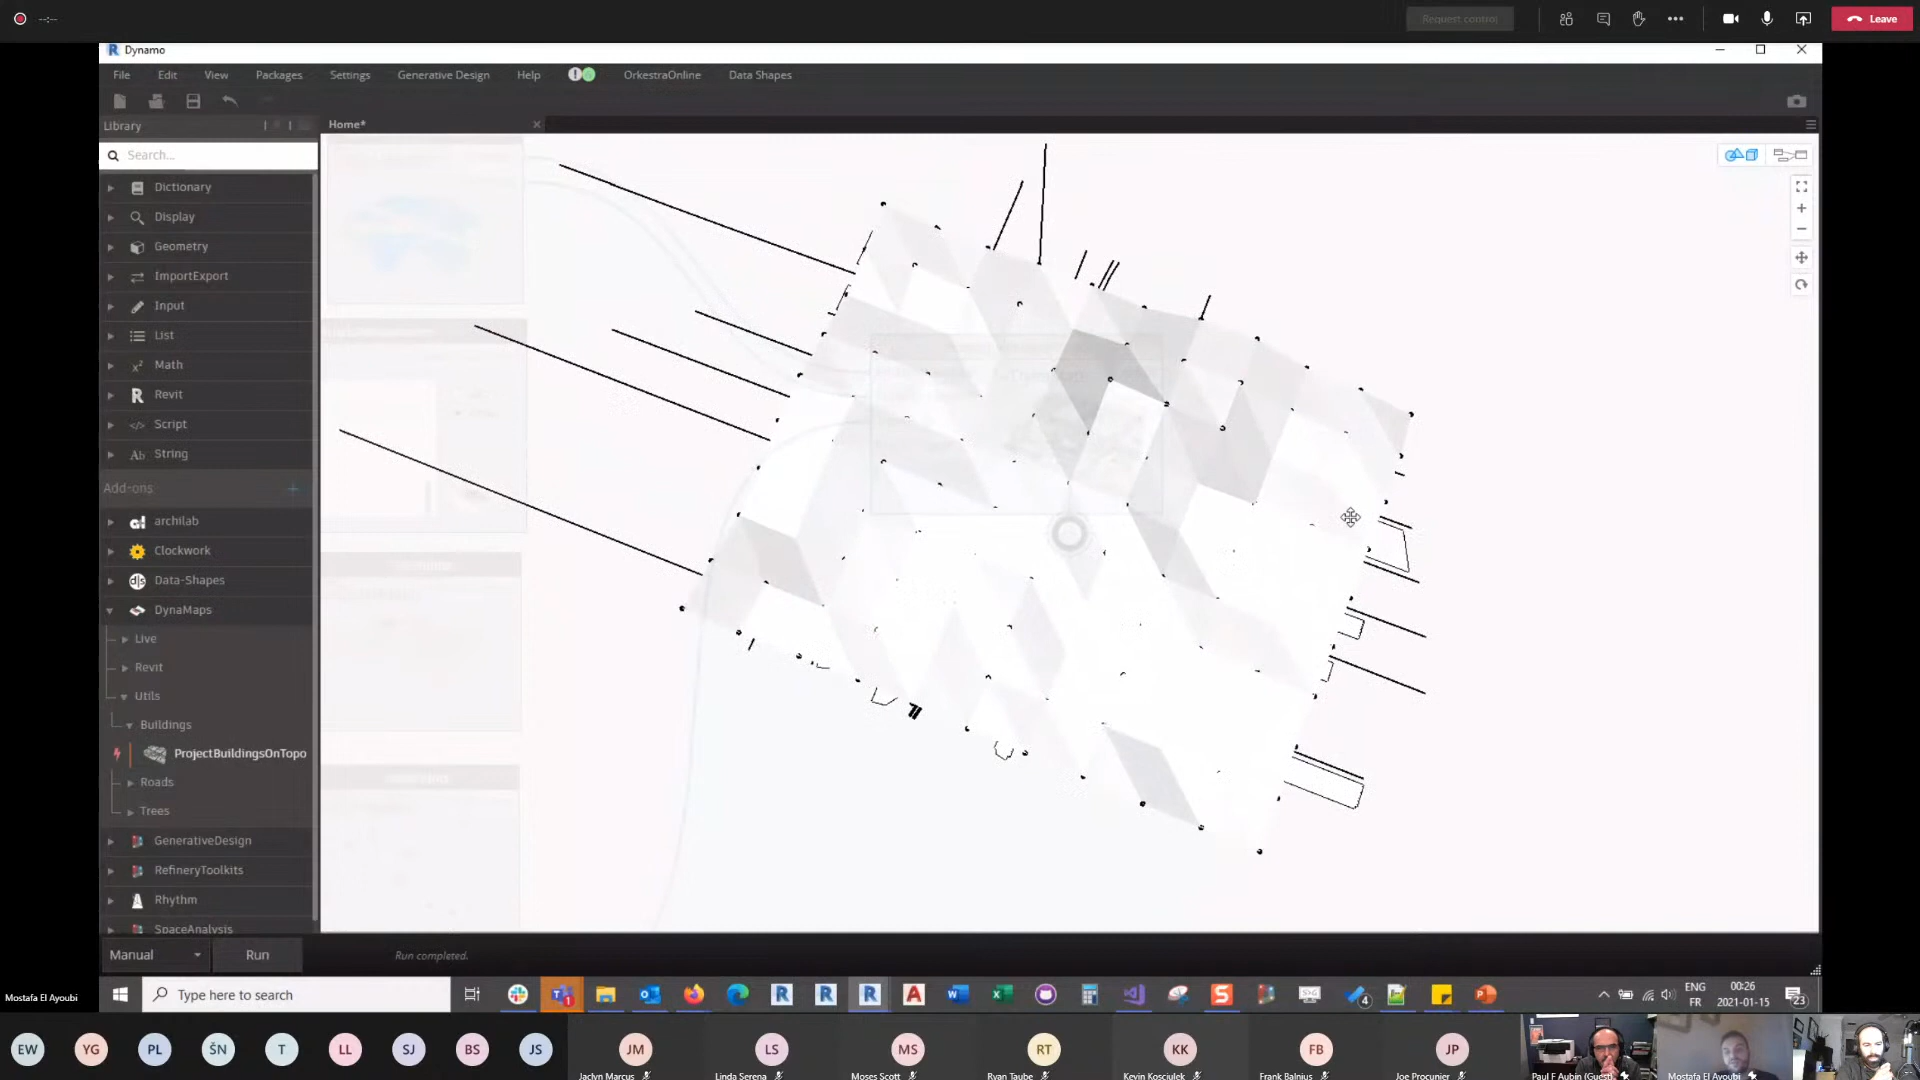 --:--
Request control
Leave
R Dynamo
File Edit View Packages Settings Generative Design Help OrkestraOnline Data Shapes
Library
Home*
Search...
Dictionary
Display
Geometry
ImportExport
Input
List
Math
Revit
Script
String
Add-ons
archilab
Clockwork
Data-Shapes
DynaMaps
Live
Revit
Utils
Buildings
ProjectBuildingsOnTopo
Roads
Trees
GenerativeDesign
RefineryToolkits
Rhythm
SpaceAnalysis
Manual
Run
Run completed.
Mostafa El Ayoubi
Type here to search
ENG
FR
00:26
2021-01-15
23
EW YG PL ŠN T LL SJ BS JS JM LS MS RT KK FB JP
Jaclyn Marcus
Linda Serena
Moses Scott
Ryan Taube
Kevin Kosciulek
Frank Balnius
Joe Procunier
Paul F Aubin (Guest)
Mostafa El Ayoubi